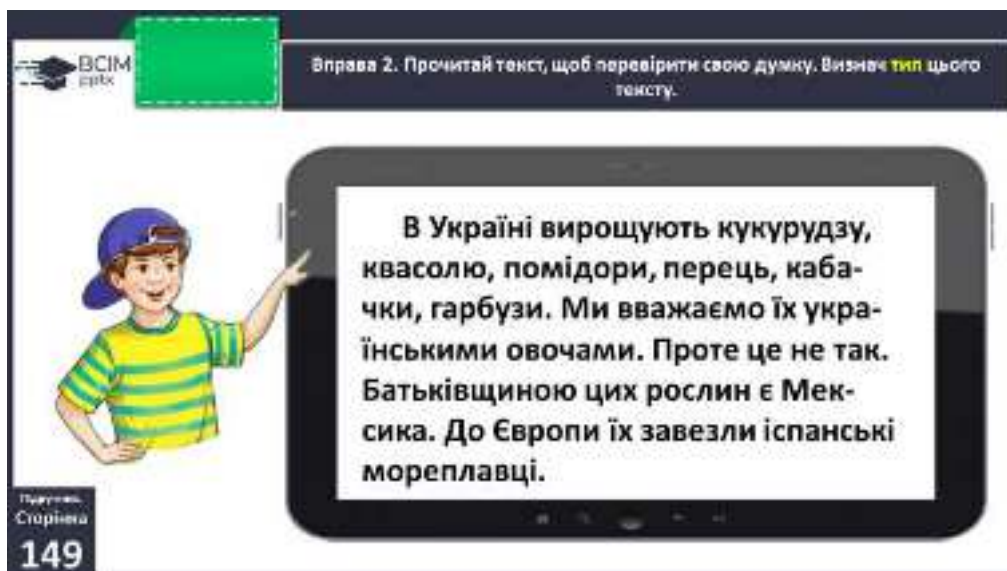 ВСІМ
pptx
Вправа 2. Прочитай текст, щоб перевірити свою думку. Визнач тип цього
тексту.
В Україні вирощують кукурудзу,
квасолю, помідори, перець, каба-
чки, гарбузи. Ми вважаємо їх укра-
їнськими овочами. Проте це не так.
Батьківщиною цих рослин є Мек-
сика. До Європи їх завезли іспанські
мореплавці.
Підручник.
Сторінка
149